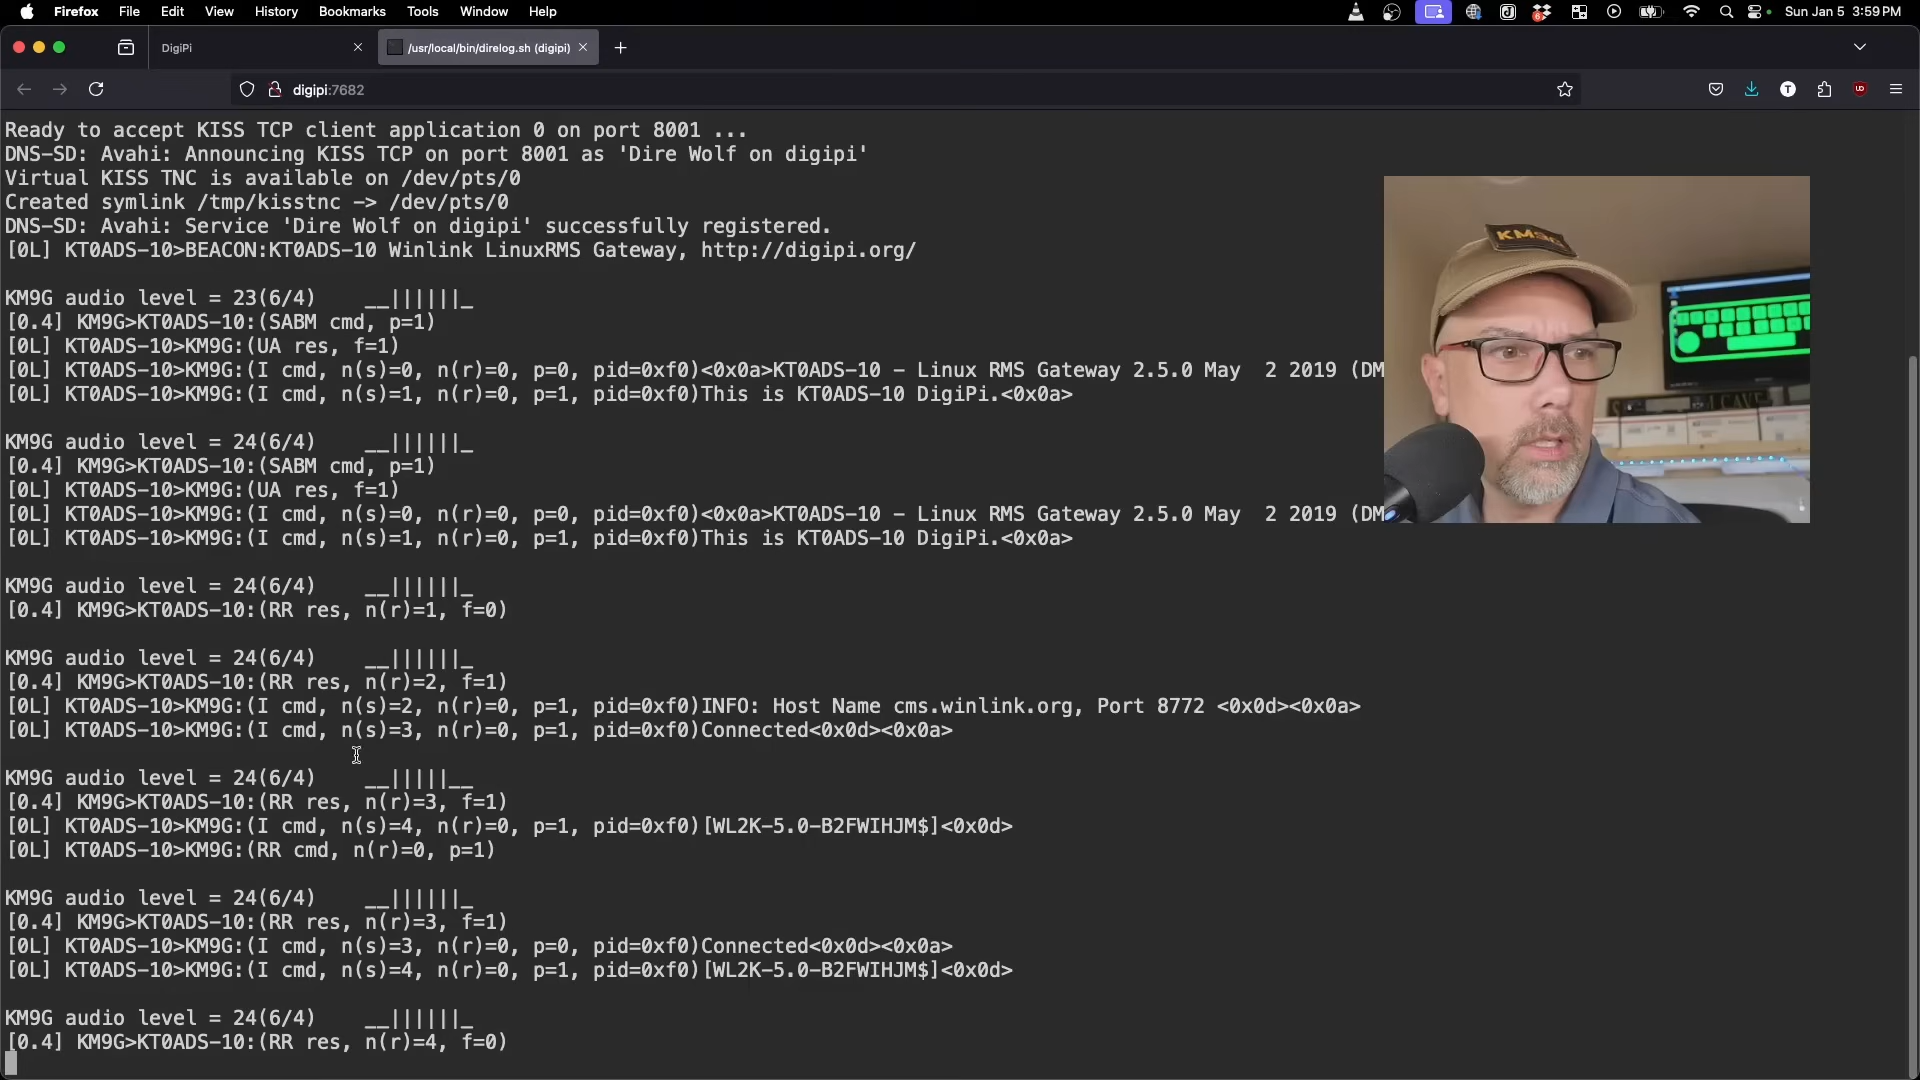 Firefox File Edit View History Bookmarks Tools Window Help
Sun Jan 5 3:59 PM
DigiPi
/usr/local/bin/direlog.sh (digipi)
digipi:7682
Ready to accept KISS TCP client application 0 on port 8001 ...
DNS-SD: Avahi: Announcing KISS TCP on port 8001 as 'Dire Wolf on digipi'
Virtual KISS TNC is available on /dev/pts/0
Created symlink /tmp/kisstnc -> /dev/pts/0
DNS-SD: Avahi: Service 'Dire Wolf on digipi' successfully registered.
[0L] KT0ADS-10>BEACON:KT0ADS-10 Winlink LinuxRMS Gateway, http://digipi.org/
KM9G
KM9G audio level = 23(6/4) __||||||_
[0.4] KM9G>KT0ADS-10:(SABM cmd, p=1)
[0L] KT0ADS-10>KM9G:(UA res, f=1)
[0L] KT0ADS-10>KM9G:(I cmd, n(s)=0, n(r)=0, p=0, pid=0xf0)<0x0a>KT0ADS-10 - Linux RMS Gateway 2.5.0 May 2 2019 (DM
[0L] KT0ADS-10>KM9G:(I cmd, n(s)=1, n(r)=0, p=1, pid=0xf0)This is KT0ADS-10 DigiPi.<0x0a>
KM9G audio level = 24(6/4) __||||||_
[0.4] KM9G>KT0ADS-10:(SABM cmd, p=1)
[0L] KT0ADS-10>KM9G:(UA res, f=1)
[0L] KT0ADS-10>KM9G:(I cmd, n(s)=0, n(r)=0, p=0, pid=0xf0)<0x0a>KT0ADS-10 - Linux RMS Gateway 2.5.0 May 2 2019 (DM
[0L] KT0ADS-10>KM9G:(I cmd, n(s)=1, n(r)=0, p=1, pid=0xf0)This is KT0ADS-10 DigiPi.<0x0a>
KM9G audio level = 24(6/4) __||||||_
[0.4] KM9G>KT0ADS-10:(RR res, n(r)=1, f=0)
KM9G audio level = 24(6/4) __||||||_
[0.4] KM9G>KT0ADS-10:(RR res, n(r)=2, f=1)
[0L] KT0ADS-10>KM9G:(I cmd, n(s)=2, n(r)=0, p=1, pid=0xf0)INFO: Host Name cms.winlink.org, Port 8772 <0x0d><0x0a>
[0L] KT0ADS-10>KM9G:(I cmd, n(s)=3, n(r)=0, p=1, pid=0xf0)Connected<0x0d><0x0a>
KM9G audio level = 24(6/4) __|||||__
[0.4] KM9G>KT0ADS-10:(RR res, n(r)=3, f=1)
[0L] KT0ADS-10>KM9G:(I cmd, n(s)=4, n(r)=0, p=1, pid=0xf0)[WL2K-5.0-B2FWIHJM$]<0x0d>
[0L] KT0ADS-10>KM9G:(RR cmd, n(r)=0, p=1)
KM9G audio level = 24(6/4) __||||||_
[0.4] KM9G>KT0ADS-10:(RR res, n(r)=3, f=1)
[0L] KT0ADS-10>KM9G:(I cmd, n(s)=3, n(r)=0, p=0, pid=0xf0)Connected<0x0d><0x0a>
[0L] KT0ADS-10>KM9G:(I cmd, n(s)=4, n(r)=0, p=1, pid=0xf0)[WL2K-5.0-B2FWIHJM$]<0x0d>
KM9G audio level = 24(6/4) __||||||_
[0.4] KM9G>KT0ADS-10:(RR res, n(r)=4, f=0)